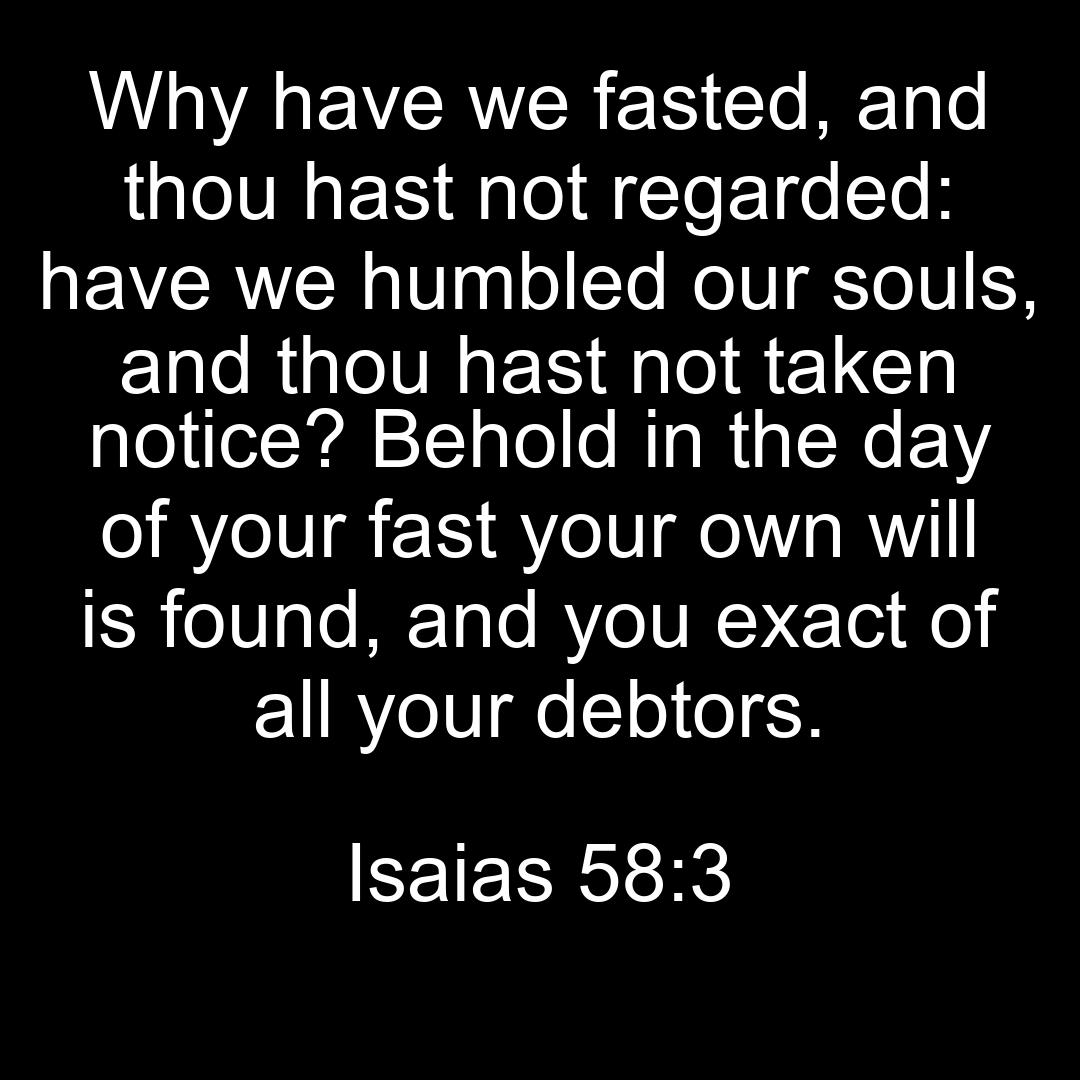 Why have we fasted, and
thou hast not regarded:
have we humbled our souls,
and thou hast not taken
notice? Behold in the day
of your fast your own will
is found, and you exact of
all your debtors.
Isaias 58:3